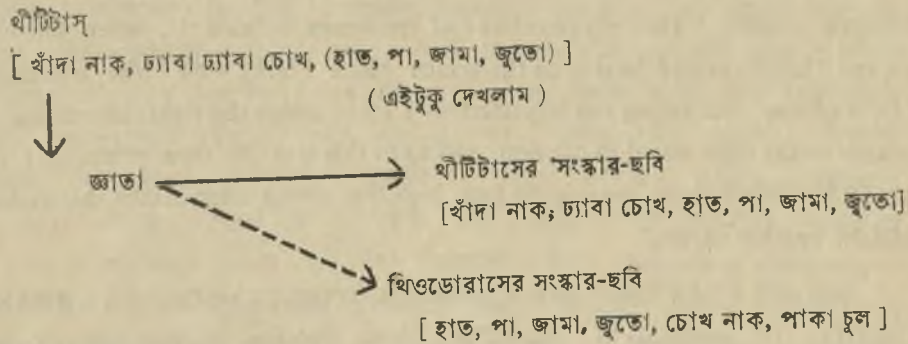 থীটিটাস্
[ খাঁদা নাক, ঢ্যাবা ঢ্যাবা চোখ, (হাত, পা, জামা, জুতো) ]
( এইটুকু দেখলাম )
জ্ঞাতা
থীটিটাসের সংস্কার-ছবি
[খাঁদা নাক, ঢ্যাবা চোখ, হাত, পা, জামা, জুতো]
থিওডোরাসের সংস্কার-ছবি
[ হাত, পা, জামা, জুতো, চোখ নাক, পাকা চুল ]